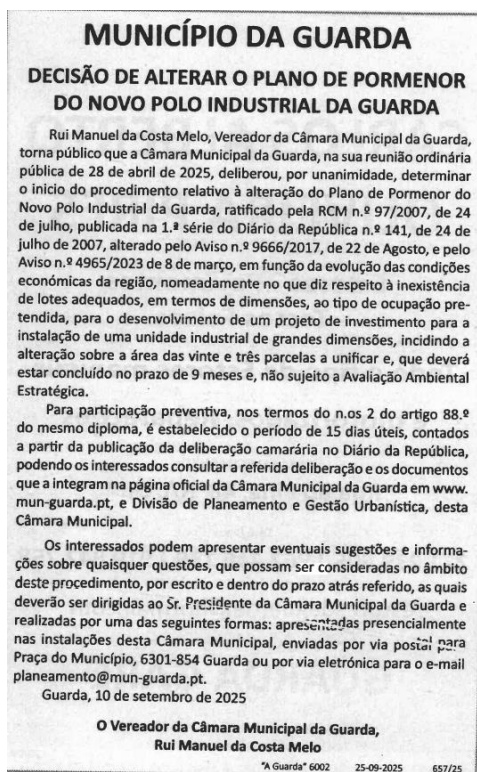 MUNICÍPIO DA GUARDA
DECISÃO DE ALTERAR O PLANO DE PORMENOR
DO NOVO POLO INDUSTRIAL DA GUARDA
Rui Manuel da Costa Melo, Vereador da Câmara Municipal da Guarda,
torna público que a Câmara Municipal da Guarda, na sua reunião ordinária
pública de 28 de abril de 2025, deliberou, por unanimidade, determinar
o inicio do procedimento relativo à alteração do Plano de Pormenor do
Novo Polo Industrial da Guarda, ratificado pela RCM n.º 97/2007, de 24
de julho, publicada na 1.ª série do Diário da República n.º 141, de 24 de
julho de 2007, alterado pelo Aviso n.º 9666/2017, de 22 de Agosto, e pelo
Aviso n.º 4965/2023 de 8 de março, em função da evolução das condições
económicas da região, nomeadamente no que diz respeito à inexistência
de lotes adequados, em termos de dimensões, ao tipo de ocupação pre-
tendida, para o desenvolvimento de um projeto de investimento para a
instalação de uma unidade industrial de grandes dimensões, incidindo a
alteração sobre a área das vinte e três parcelas a unificar e, que deverá
estar concluído no prazo de 9 meses e, não sujeito a Avaliação Ambiental
Estratégica.
Para participação preventiva, nos termos do n.os 2 do artigo 88.º
do mesmo diploma, é estabelecido o período de 15 dias úteis, contados
a partir da publicação da deliberação camarária no Diário da República,
podendo os interessados consultar a referida deliberação e os documentos
que a integram na página oficial da Câmara Municipal da Guarda em www.
mun-guarda.pt, e Divisão de Planeamento e Gestão Urbanística, desta
Câmara Municipal.
Os interessados podem apresentar eventuais sugestões e informa-
ções sobre quaisquer questões, que possam ser consideradas no âmbito
deste procedimento, por escrito e dentro do prazo atrás referido, as quais
deverão ser dirigidas ao Sr. Presidente da Câmara Municipal da Guarda e
realizadas por uma das seguintes formas: apresentadas presencialmente
nas instalações desta Câmara Municipal, enviadas por via postal para
Praça do Município, 6301-854 Guarda ou por via eletrónica para o e-mail
planeamento@mun-guarda.pt.
Guarda, 10 de setembro de 2025
O Vereador da Câmara Municipal da Guarda,
Rui Manuel da Costa Melo
"A Guarda" 6002 25-09-2025 657/25